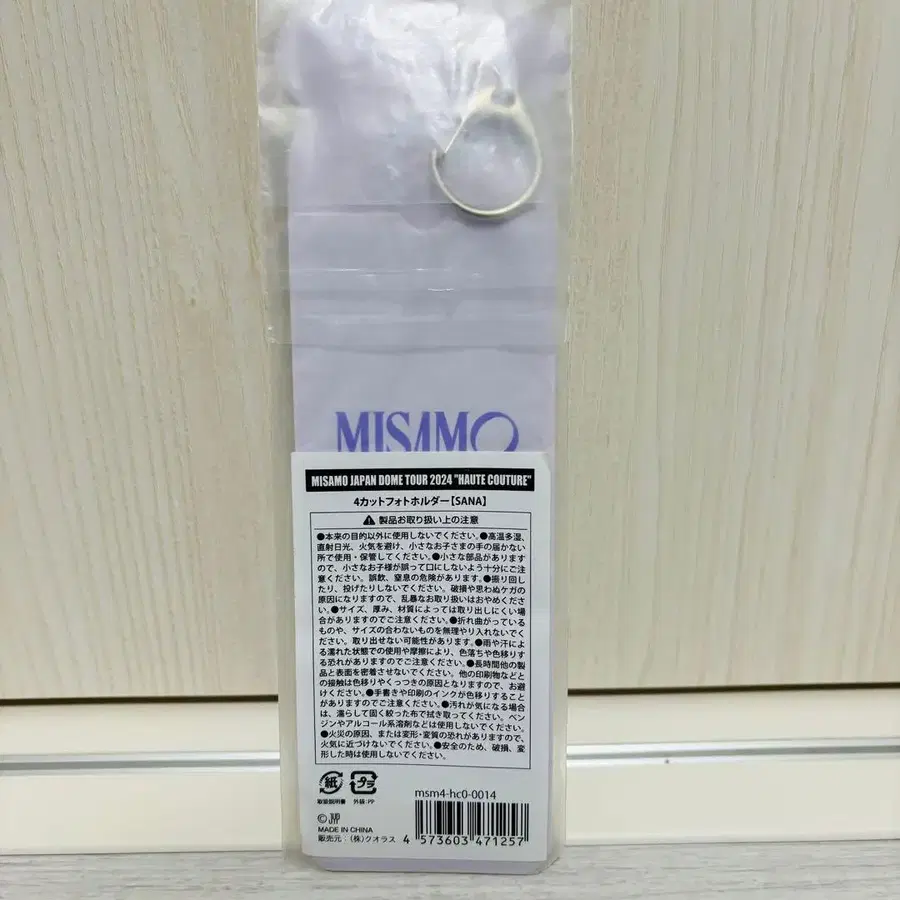 MISAMO
MISAMO JAPAN DOME TOUR 2024 "HAUTE COUTURE"
4カットフォトホルダー【SANA】
⚠ 製品お取り扱い上の注意
●本来の目的以外に使用しないでください。●高温多湿、
直射日光、火気を避け、小さなお子さまの手の届かない
所で使用・保管してください。●小さな部品があります
ので、小さなお子様が誤って口にしないよう十分にご注
意ください。誤飲、窒息の危険があります。●振り回し
たり、投げたりしないでください。破損や思わぬケガの
原因になりますので、乱暴なお取り扱いはおやめくださ
い。●サイズ、厚み、材質によっては取り出しにくい場
合がありますのでご注意ください。●折れ曲がっている
ものや、サイズの合わないものを無理やり入れないでく
ださい。取り出せない可能性があります。●雨や汗によ
る濡れた状態での使用や摩擦により、色落ちや色移りす
る恐れがありますのでご注意ください。●長時間他の製
品と表面を密着させないでください。他の印刷物などと
の接触は色移りやくっつきの原因となりますので、お避
けください。●手書きや印刷のインクが色移りすること
がありますのでご注意ください。●汚れが気になる場合
は、濡らして固く絞った布で拭き取ってください。ベン
ジンやアルコール系溶剤などは使用しないでください。
●火災の原因、または変形・変質の恐れがありますので、
火気に近づけないでください。●安全のため、破損、変
形した時は使用しないでください。
紙 プラ
取扱説明書 外袋:PP
msm4-hc0-0014
© JYP
MADE IN CHINA
販売元:(株)クオラス
4 573603 471257